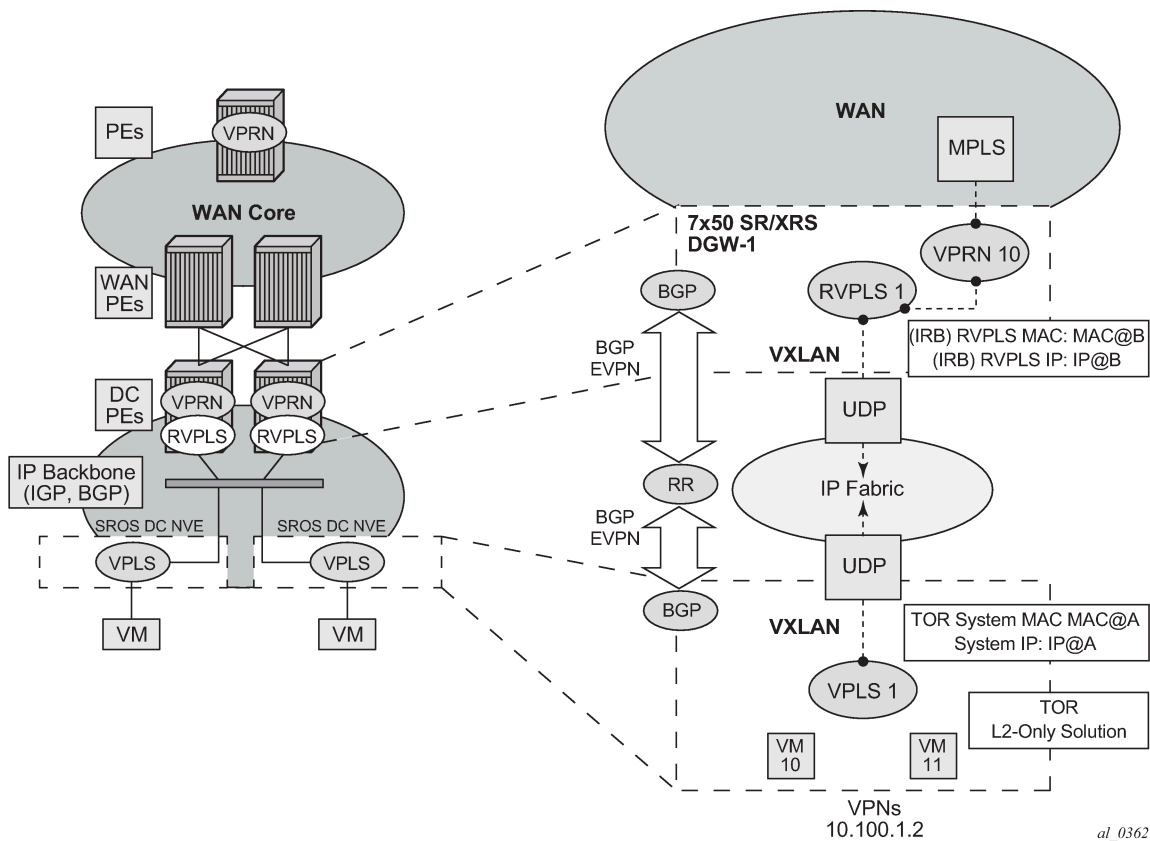 PEs
VPRN
WAN Core
WAN
PEs
DC
PEs
VPRN
VPRN
RVPLS
RVPLS
IP Backbone
(IGP, BGP)
SROS DC NVE
SROS DC NVE
VPLS
VPLS
VM
VM
WAN
MPLS
7x50 SR/XRS
DGW-1
VPRN 10
BGP
RVPLS 1
(IRB) RVPLS MAC: MAC@B
(IRB) RVPLS IP: IP@B
BGP
EVPN
VXLAN
UDP
RR
IP Fabric
BGP
EVPN
UDP
BGP
VXLAN
TOR System MAC MAC@A
System IP: IP@A
VPLS 1
TOR
L2-Only Solution
VM
10
VM
11
VPNs
10.100.1.2
al_0362